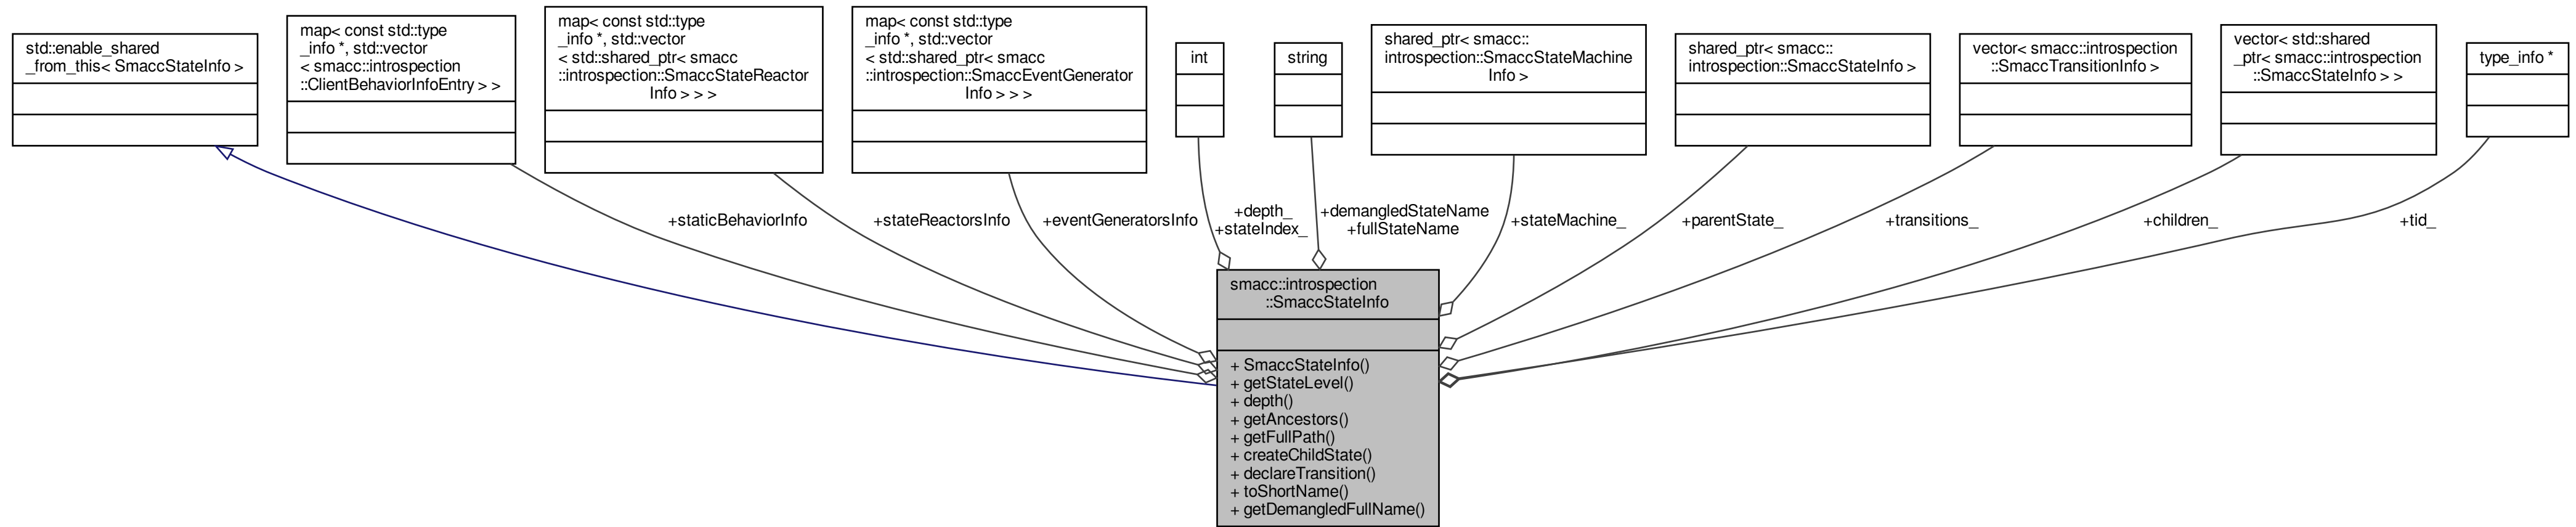 std::enable_shared
_from_this< SmaccStateInfo >
map< const std::type
_info *, std::vector
< smacc::introspection
::ClientBehaviorInfoEntry > >
map< const std::type
_info *, std::vector
< std::shared_ptr< smacc
::introspection::SmaccStateReactor
Info > > >
map< const std::type
_info *, std::vector
< std::shared_ptr< smacc
::introspection::SmaccEventGenerator
Info > > >
int
string
shared_ptr< smacc::
introspection::SmaccStateMachine
Info >
shared_ptr< smacc::
introspection::SmaccStateInfo >
vector< smacc::introspection
::SmaccTransitionInfo >
vector< std::shared
_ptr< smacc::introspection
::SmaccStateInfo > >
type_info *
+staticBehaviorInfo
+stateReactorsInfo
+eventGeneratorsInfo
+depth_
+stateIndex_
+demangledStateName
+fullStateName
+stateMachine_
+parentState_
+transitions_
+children_
+tid_
smacc::introspection
::SmaccStateInfo
+ SmaccStateInfo()
+ getStateLevel()
+ depth()
+ getAncestors()
+ getFullPath()
+ createChildState()
+ declareTransition()
+ toShortName()
+ getDemangledFullName()